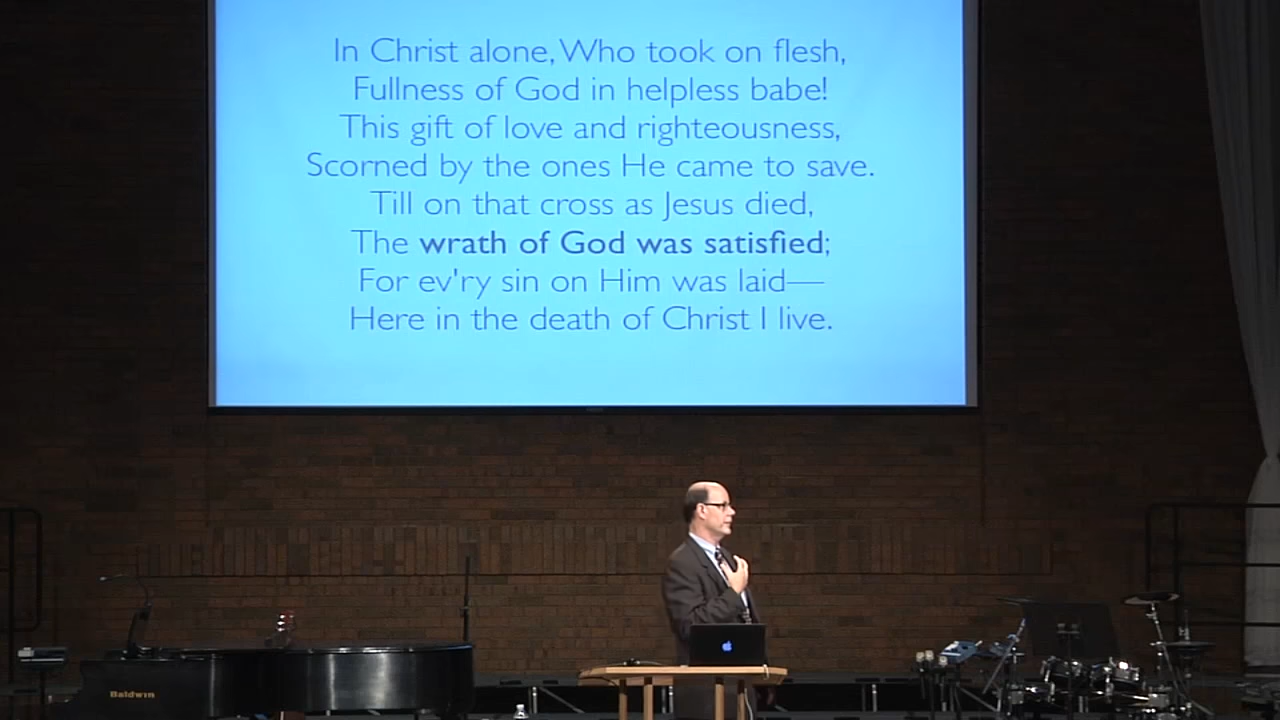 In Christ alone, Who took on flesh,
Fullness of God in helpless babe!
This gift of love and righteousness,
Scorned by the ones He came to save.
Till on that cross as Jesus died,
The wrath of God was satisfied;
For ev'ry sin on Him was laid—
Here in the death of Christ I live.
Baldwin